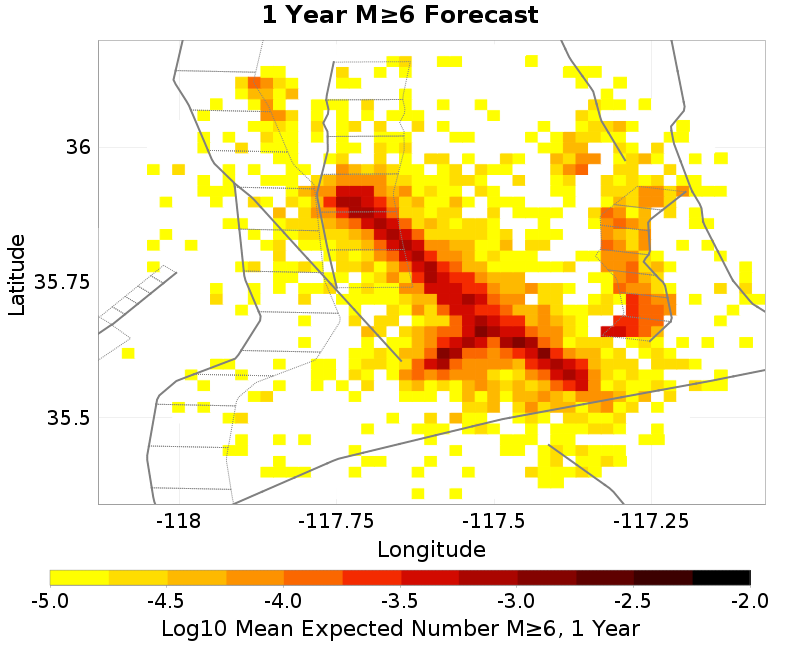 1 Year M≥6 Forecast
Latitude
36
35.75
35.5
-118 -117.75 -117.5 -117.25
Longitude
-5.0 -4.5 -4.0 -3.5 -3.0 -2.5 -2.0
Log10 Mean Expected Number M≥6, 1 Year